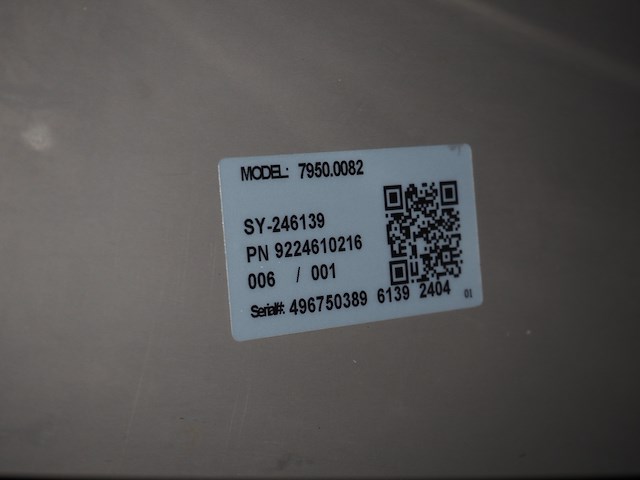 MODEL: 7950.0082
SY-246139
PN 9224610216
006 / 001
Serial#: 496750389 6139 2404
01